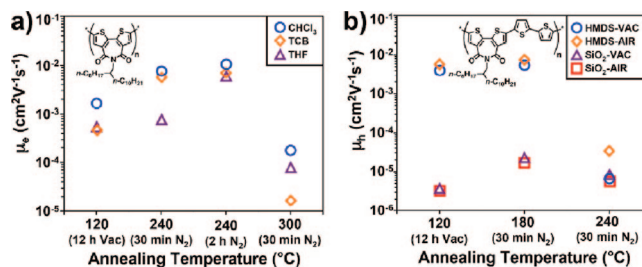 a)
CHCl₃
TCB
THF
n
S
S
O
N
O
n-C₈H₁₇
n-C₁₀H₂₁
μₑ (cm²V⁻¹s⁻¹)
10⁻¹
10⁻²
10⁻³
10⁻⁴
10⁻⁵
120 240 240 300
(12 h Vac) (30 min N₂) (2 h N₂) (30 min N₂)
Annealing Temperature (°C)
b)
HMDS-VAC
HMDS-AIR
SiO₂-VAC
SiO₂-AIR
S
S
S
S
n
O
N
O
n-C₈H₁₇
n-C₁₀H₂₁
μₕ (cm²V⁻¹s⁻¹)
10⁻¹
10⁻²
10⁻³
10⁻⁴
10⁻⁵
10⁻⁶
120 180 240
(12 h Vac) (30 min N₂) (30 min N₂)
Annealing Temperature (°C)